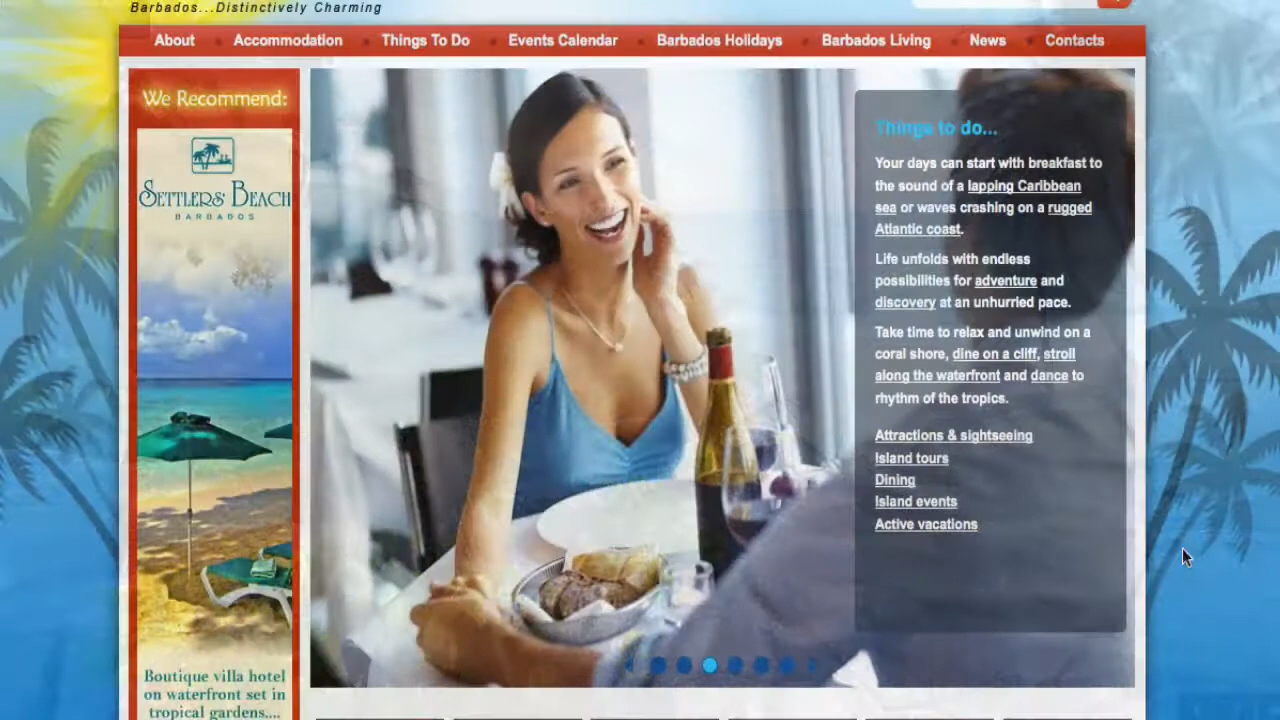 Barbados...Distinctively Charming
About Accommodation Things To Do Events Calendar Barbados Holidays Barbados Living News Contacts
We Recommend:
SETTLERS' BEACH
BARBADOS
Boutique villa hotel
on waterfront set in
tropical gardens....
Things to do...
Your days can start with breakfast to
the sound of a lapping Caribbean
sea or waves crashing on a rugged
Atlantic coast.
Life unfolds with endless
possibilities for adventure and
discovery at an unhurried pace.
Take time to relax and unwind on a
coral shore, dine on a cliff, stroll
along the waterfront and dance to
rhythm of the tropics.
Attractions & sightseeing
Island tours
Dining
Island events
Active vacations